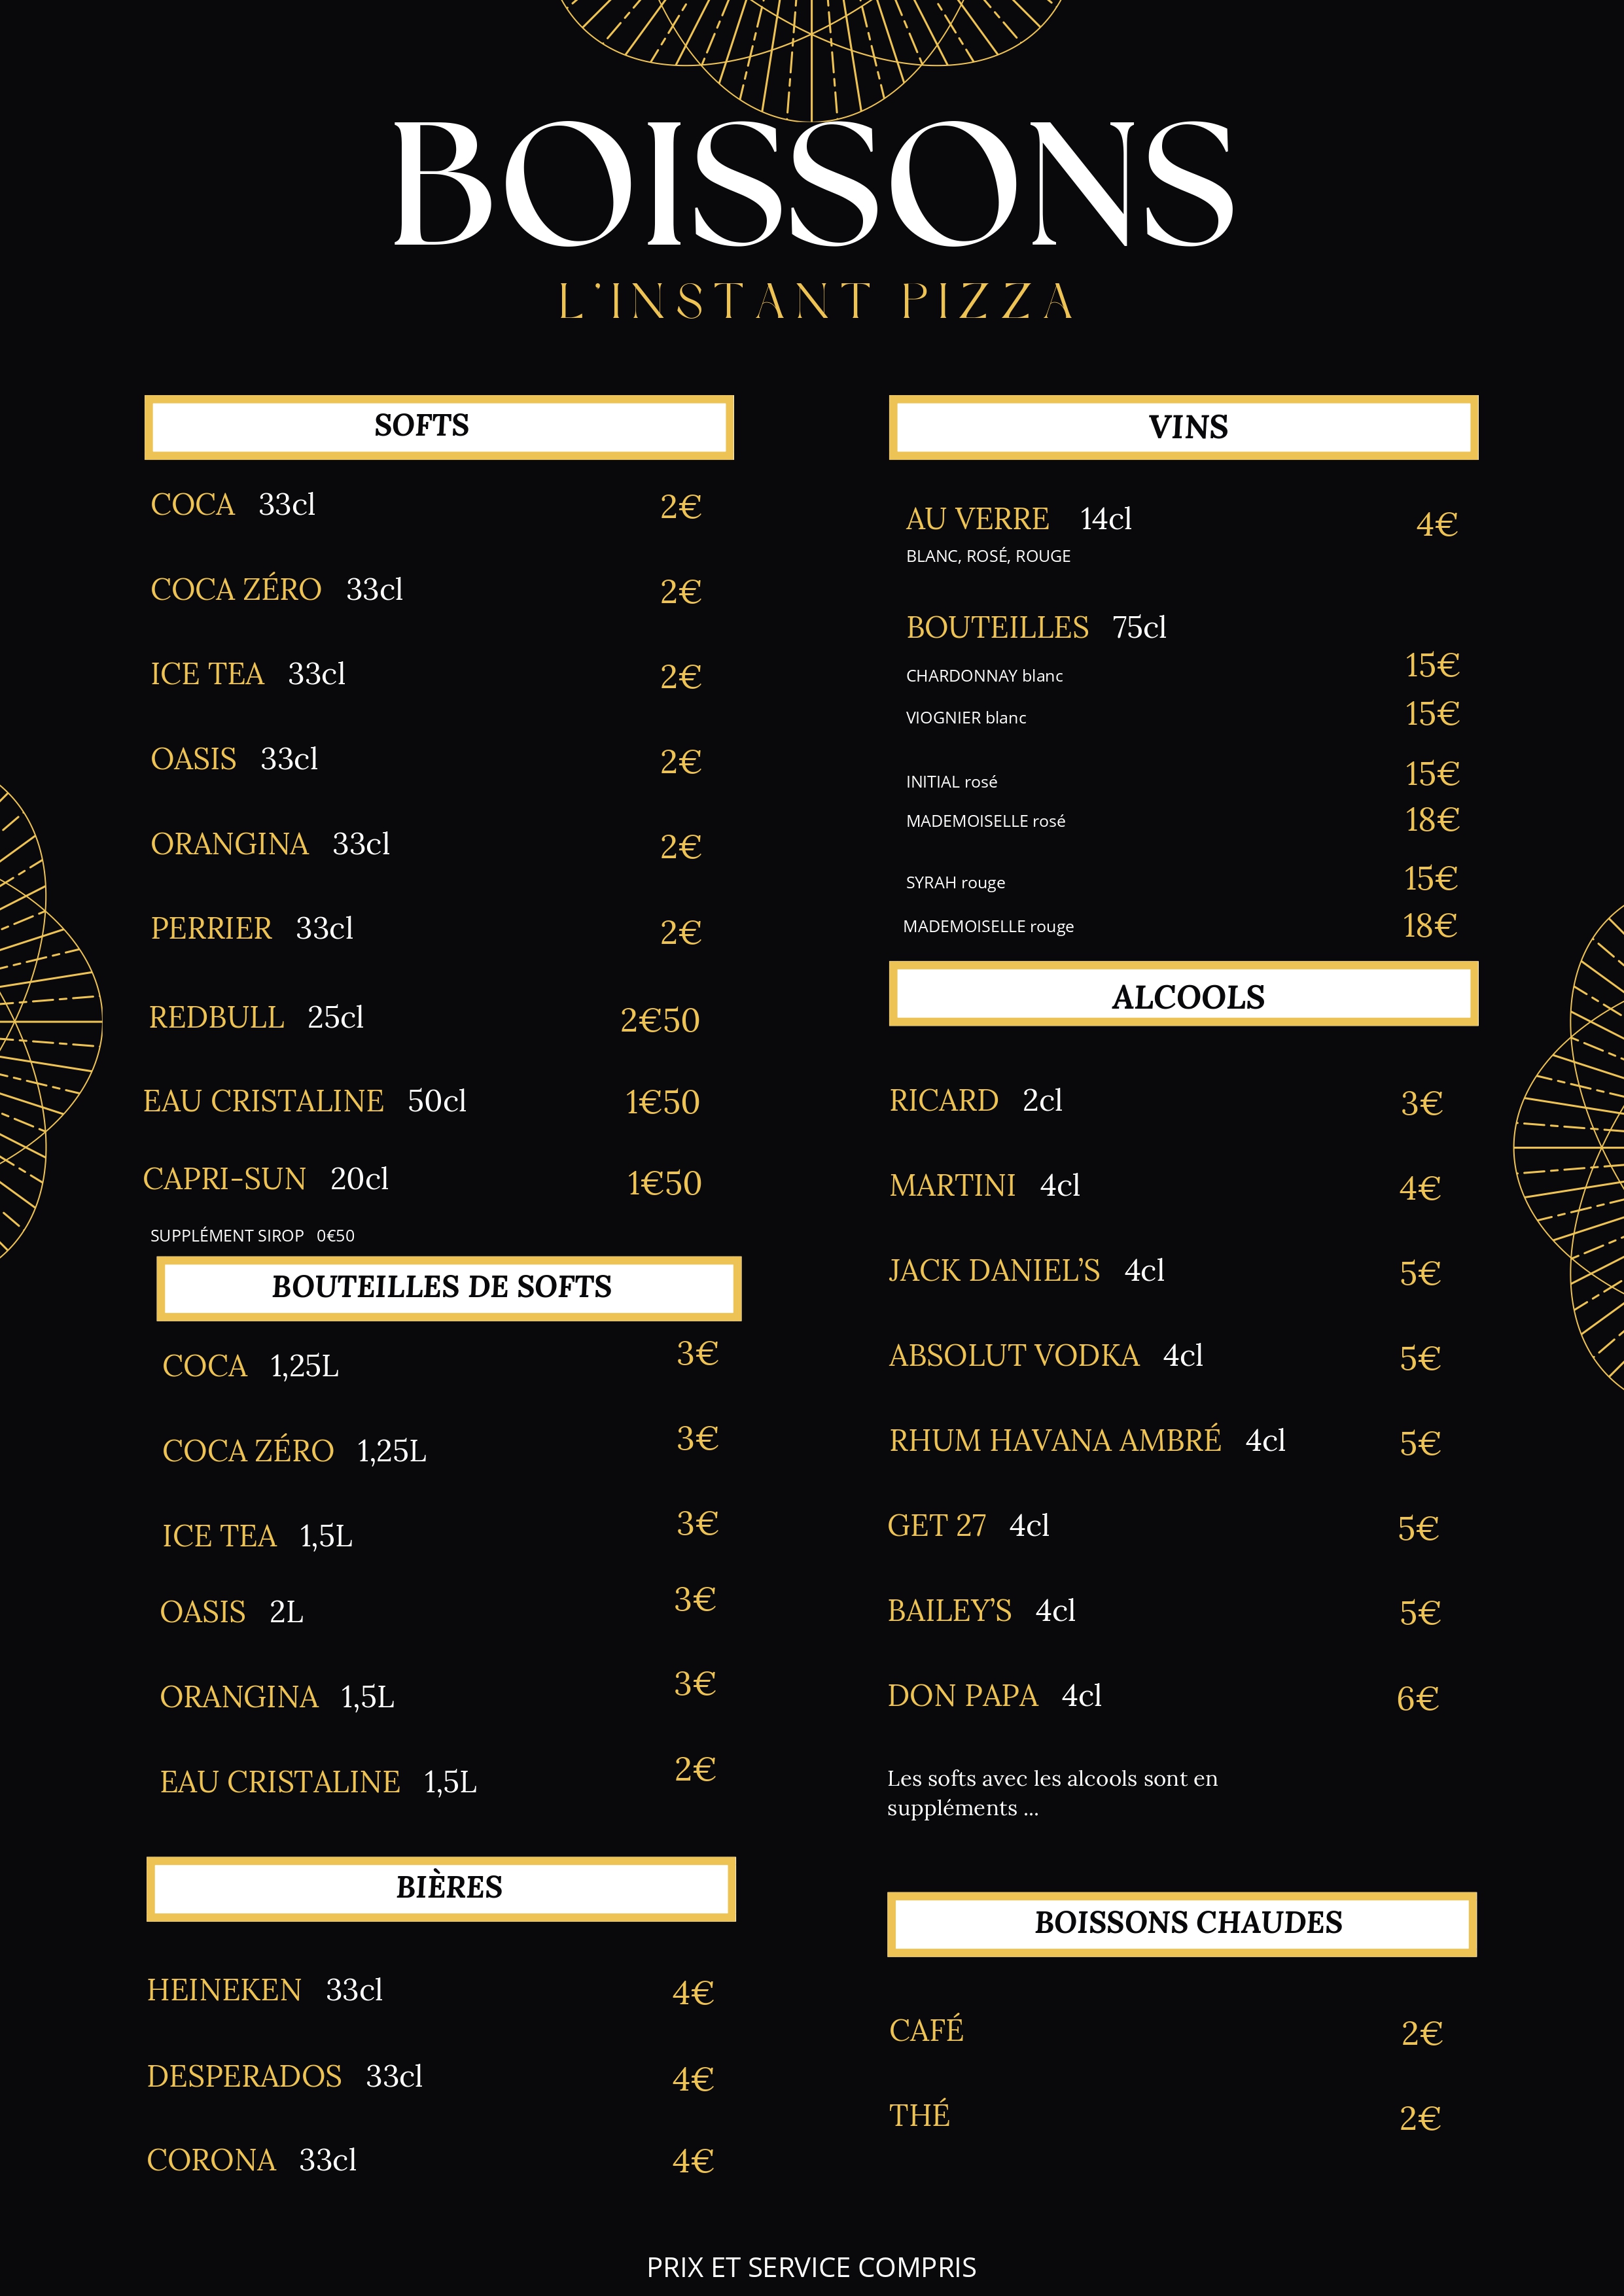 BOISSONS
L'INSTANT PIZZA
SOFTS
COCA 33cl 2€
COCA ZÉRO 33cl 2€
ICE TEA 33cl 2€
OASIS 33cl 2€
ORANGINA 33cl 2€
PERRIER 33cl 2€
REDBULL 25cl 2€50
EAU CRISTALINE 50cl 1€50
CAPRI-SUN 20cl 1€50
SUPPLÉMENT SIROP 0€50
BOUTEILLES DE SOFTS
COCA 1,25L 3€
COCA ZÉRO 1,25L 3€
ICE TEA 1,5L 3€
OASIS 2L 3€
ORANGINA 1,5L 3€
EAU CRISTALINE 1,5L 2€
BIÈRES
HEINEKEN 33cl 4€
DESPERADOS 33cl 4€
CORONA 33cl 4€
VINS
AU VERRE 14cl 4€
BLANC, ROSÉ, ROUGE
BOUTEILLES 75cl
CHARDONNAY blanc 15€
VIOGNIER blanc 15€
INITIAL rosé 15€
MADEMOISELLE rosé 18€
SYRAH rouge 15€
MADEMOISELLE rouge 18€
ALCOOLS
RICARD 2cl 3€
MARTINI 4cl 4€
JACK DANIEL'S 4cl 5€
ABSOLUT VODKA 4cl 5€
RHUM HAVANA AMBRÉ 4cl 5€
GET 27 4cl 5€
BAILEY'S 4cl 5€
DON PAPA 4cl 6€
Les softs avec les alcools sont en
suppléments ...
BOISSONS CHAUDES
CAFÉ 2€
THÉ 2€
PRIX ET SERVICE COMPRIS